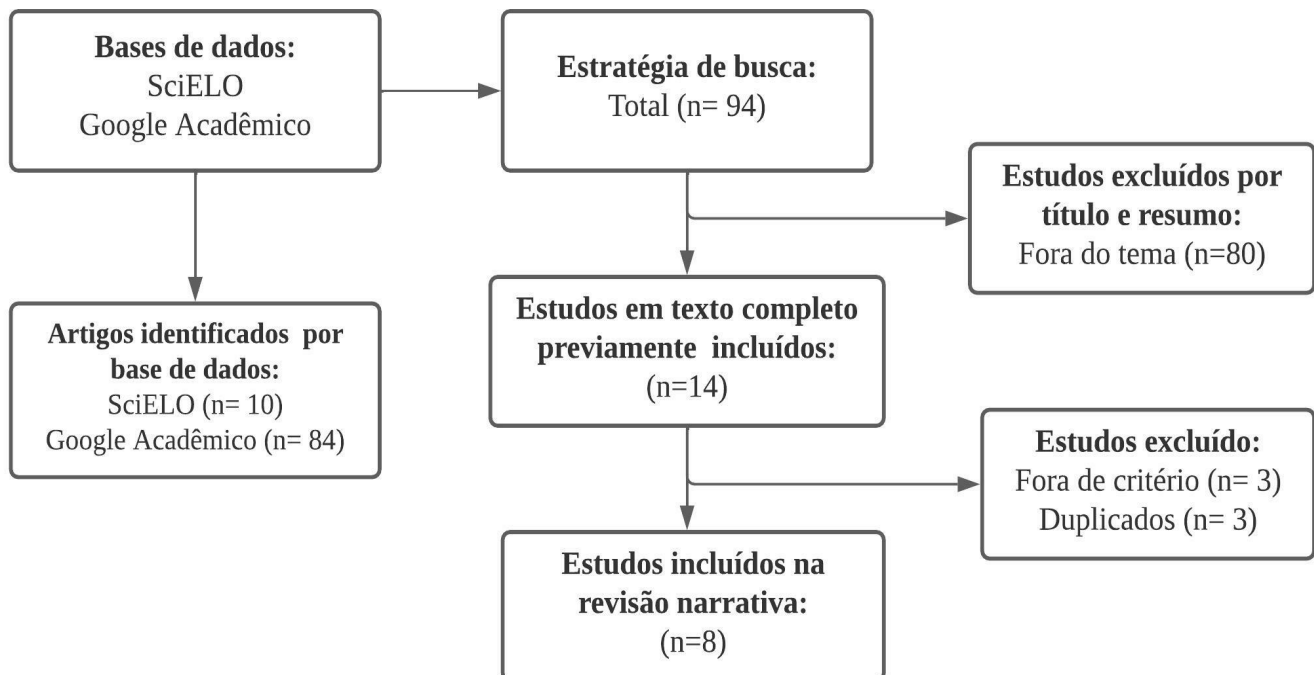 Bases de dados:
SciELO
Google Acadêmico
Estratégia de busca:
Total (n= 94)
Estudos excluídos por
título e resumo:
Fora do tema (n=80)
Artigos identificados por
base de dados:
SciELO (n= 10)
Google Acadêmico (n= 84)
Estudos em texto completo
previamente incluídos:
(n=14)
Estudos excluído:
Fora de critério (n= 3)
Duplicados (n= 3)
Estudos incluídos na
revisão narrativa:
(n=8)